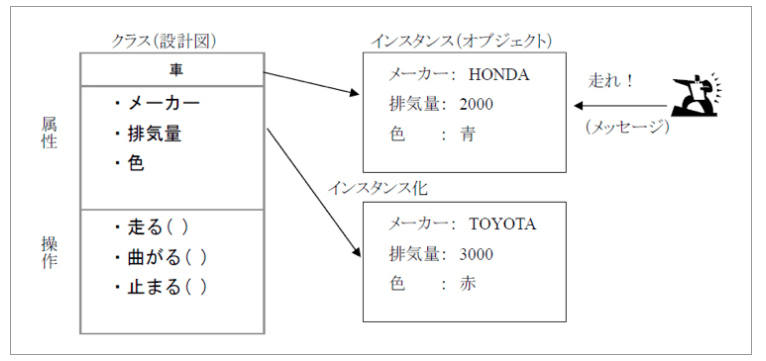 クラス(設計図)
車
属性
・メーカー
・排気量
・色
操作
・走る( )
・曲がる( )
・止まる( )
インスタンス(オブジェクト)
メーカー: HONDA
排気量: 2000
色 : 青
走れ!
(メッセージ)
インスタンス化
メーカー: TOYOTA
排気量: 3000
色 : 赤